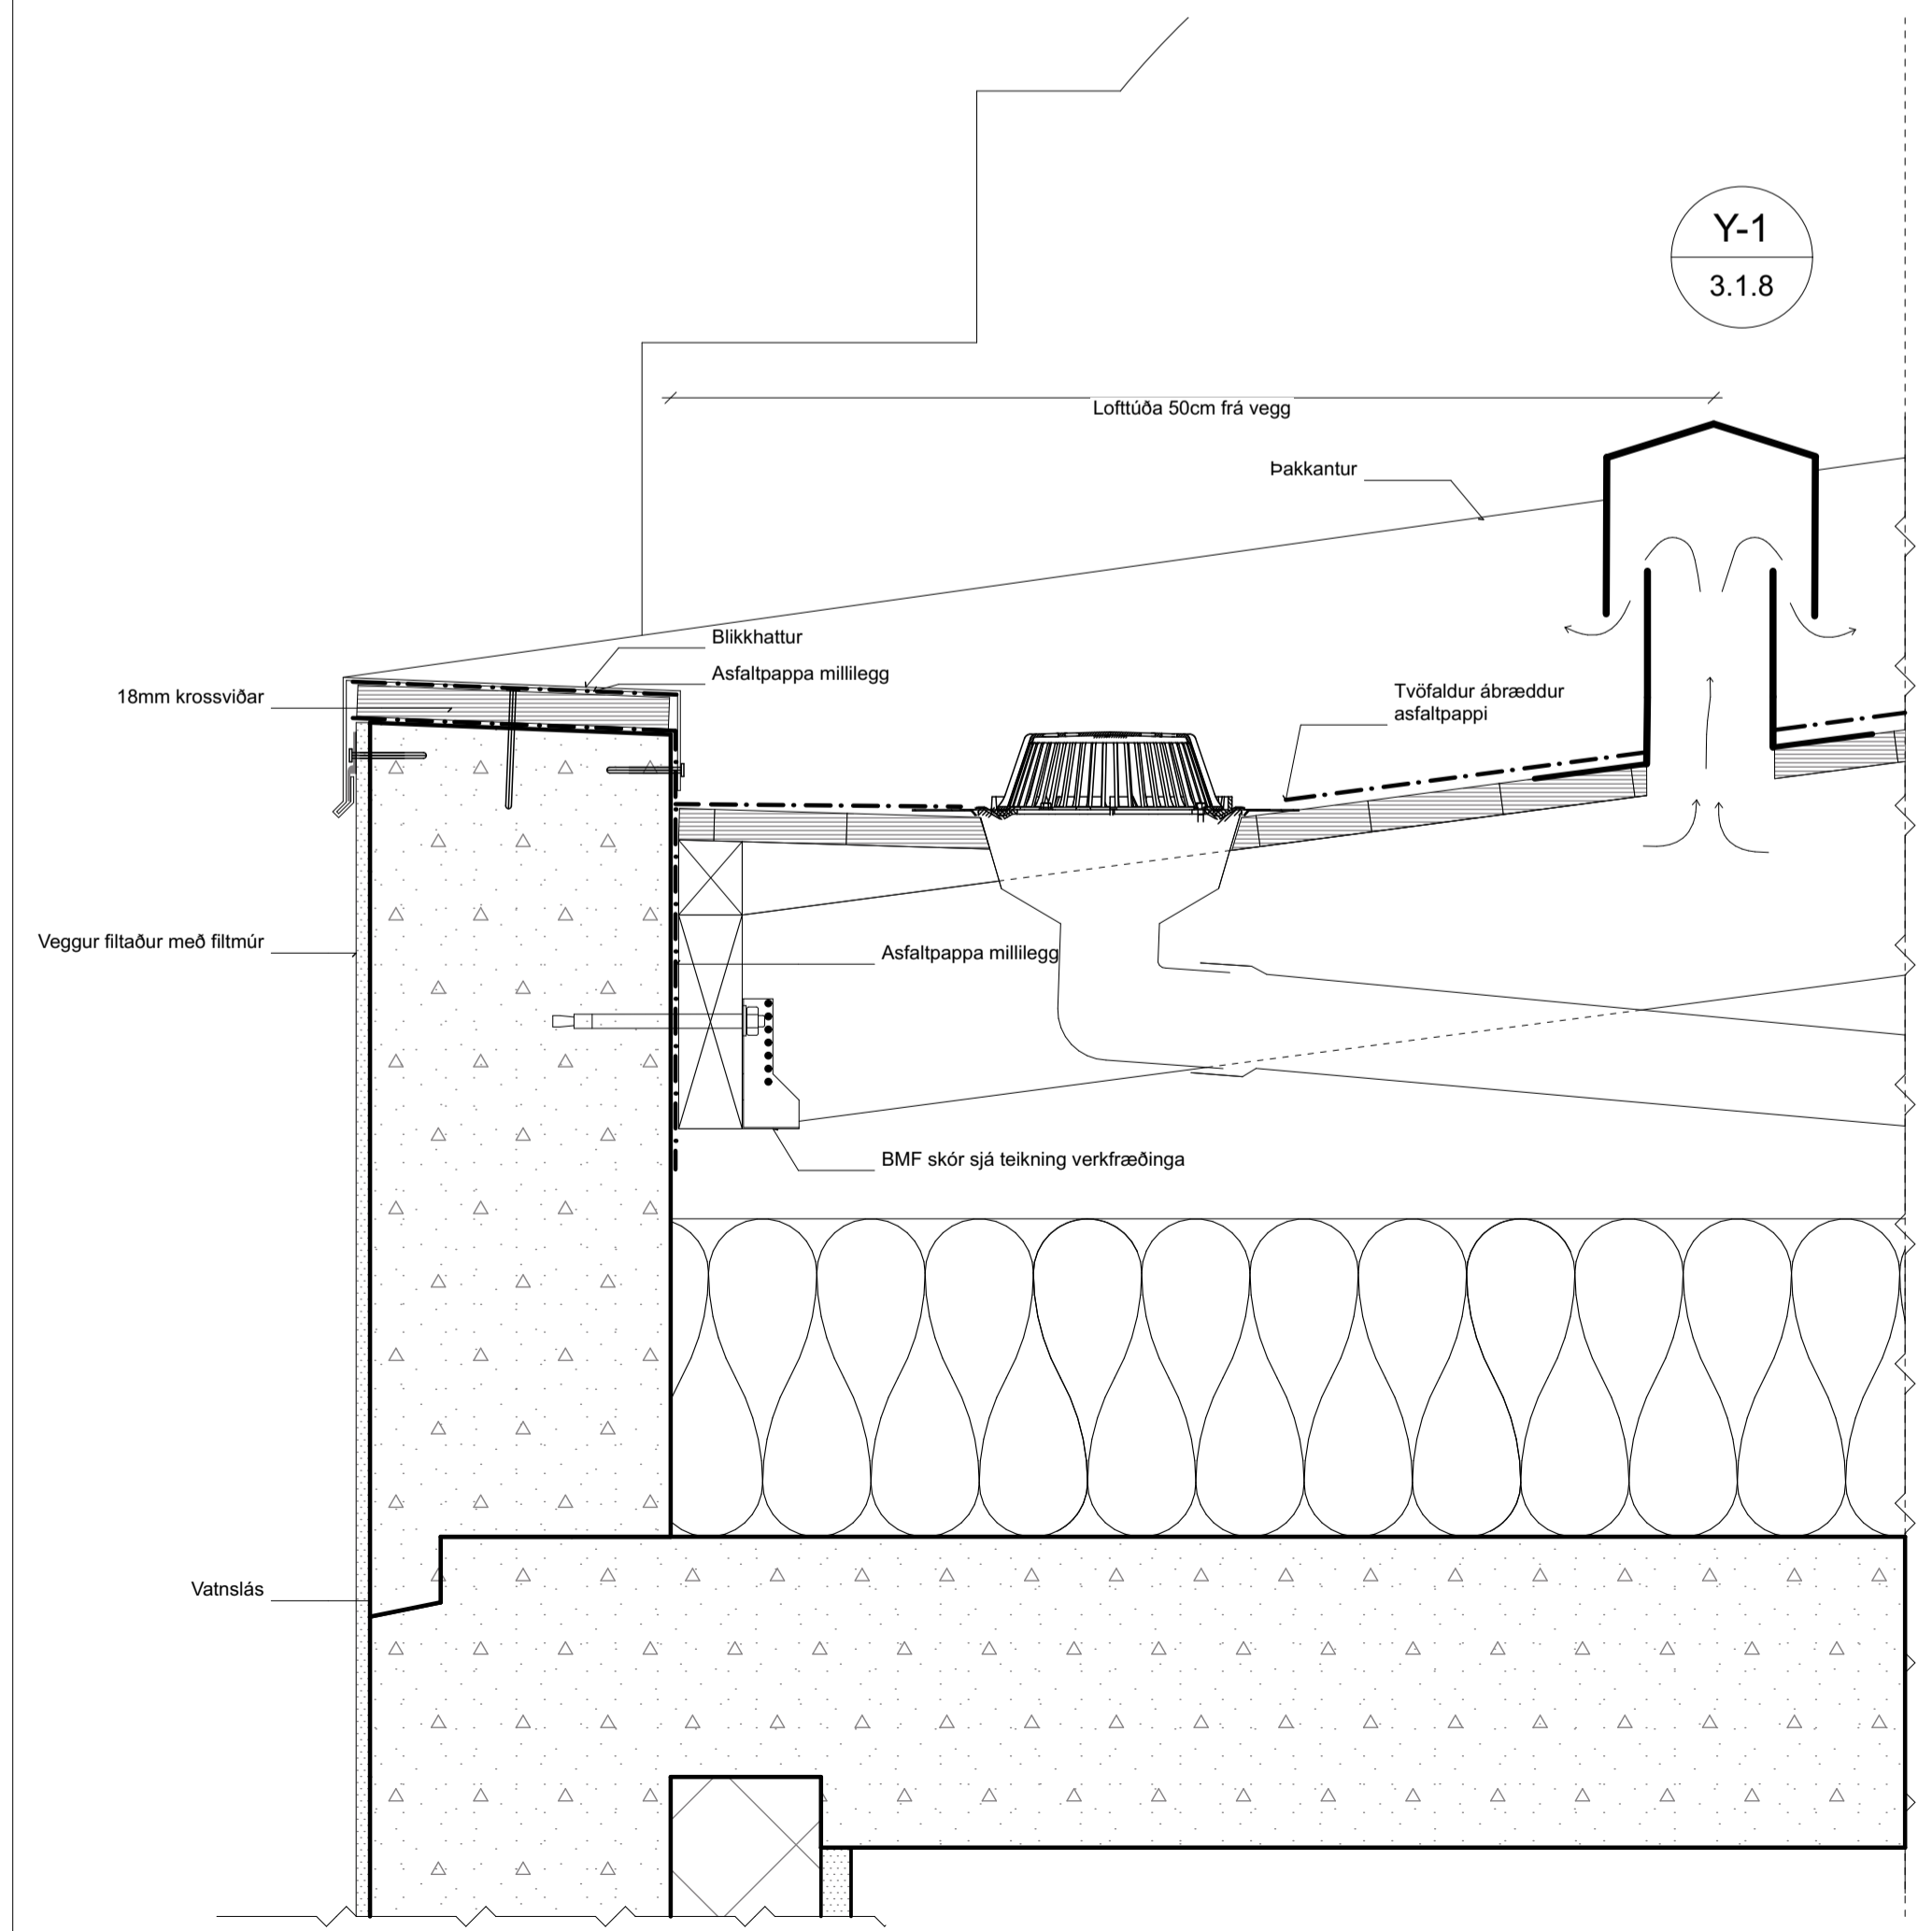 Y-1
3.1.8
Lofttúða 50cm frá vegg
Þakkantur
Blikkhattur
Asfaltpappa millilegg
18mm krossviðar
Tvöfaldur ábræddur
asfaltpappi
Veggur filtaður með filtmúr
Asfaltpappa millilegg
BMF skór sjá teikning verkfræðinga
Vatnslás